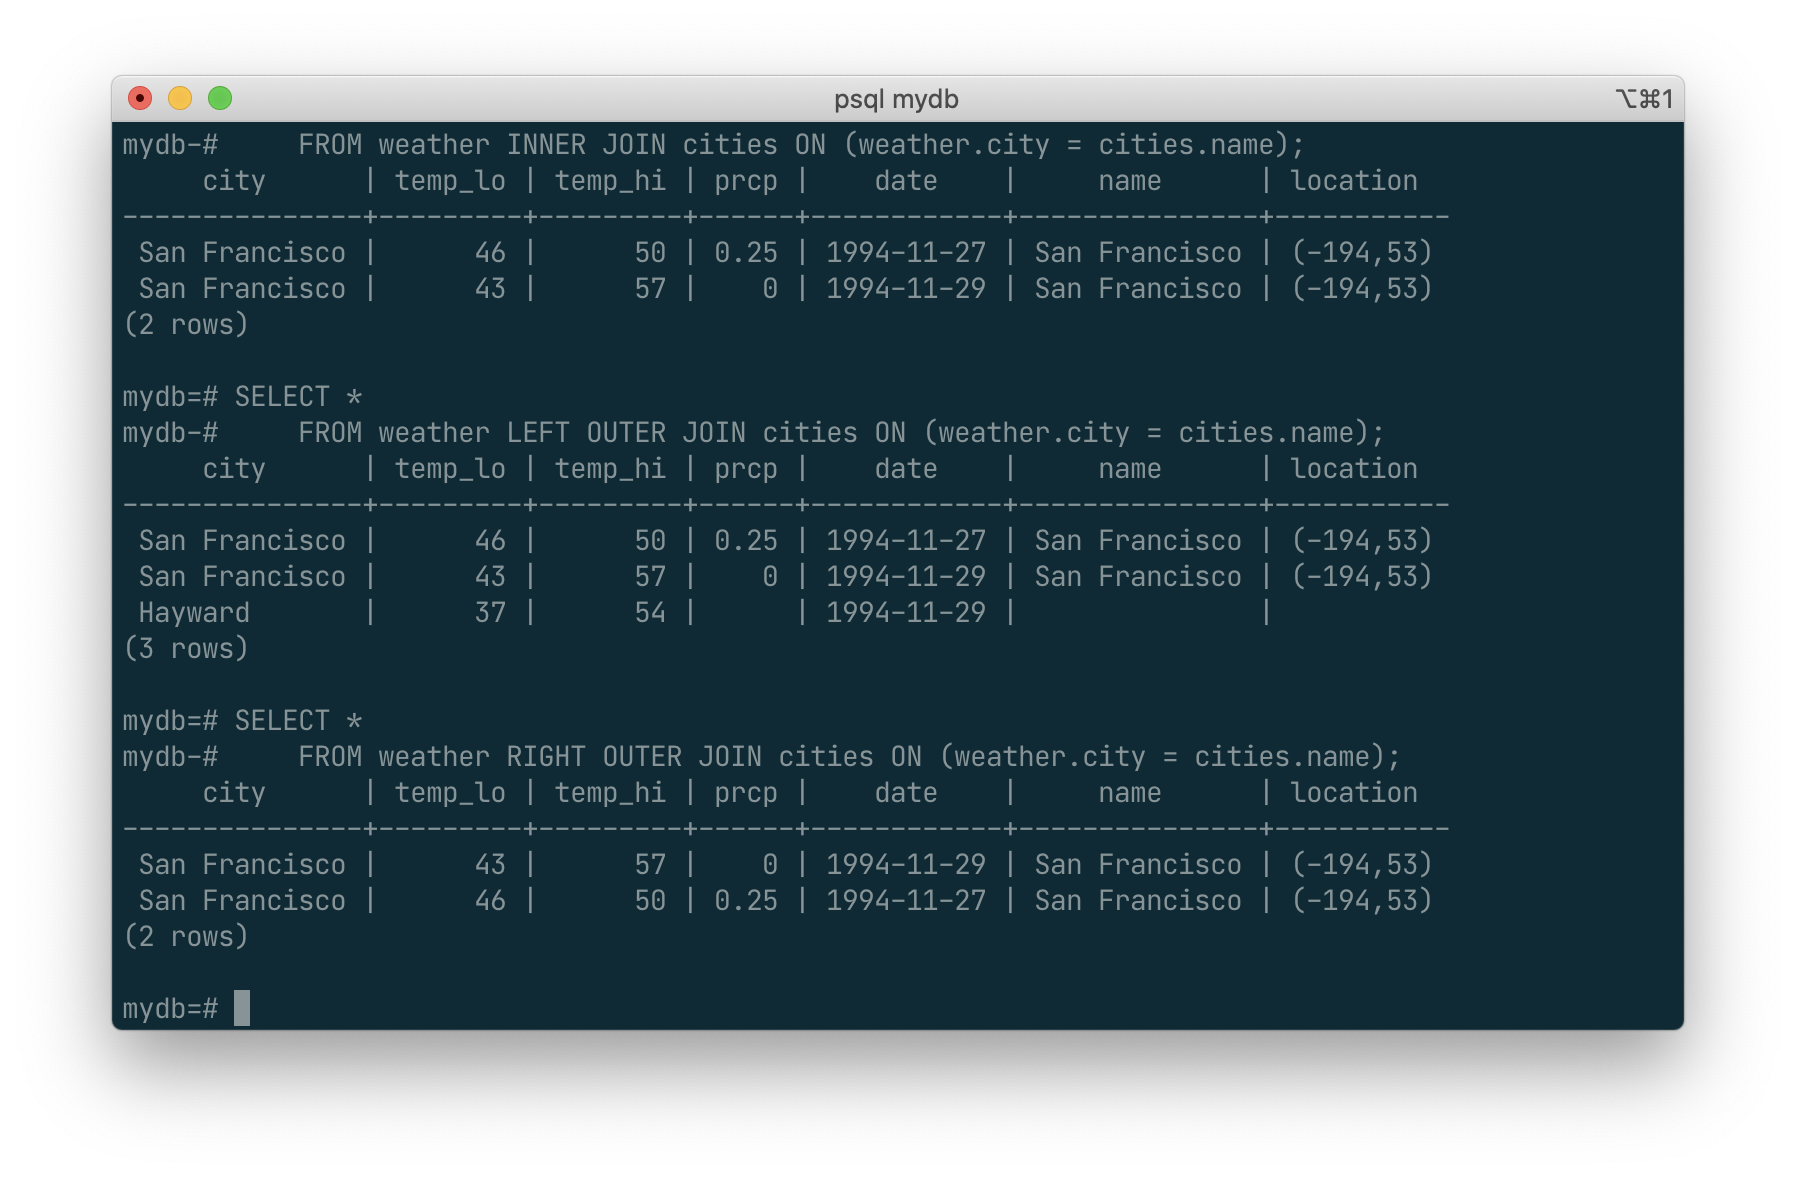 psql mydb
⌥⌘1
mydb-#     FROM weather INNER JOIN cities ON (weather.city = cities.name);
     city      | temp_lo | temp_hi | prcp |    date    |     name      | location
---------------+---------+---------+------+------------+---------------+-----------
 San Francisco |      46 |      50 | 0.25 | 1994-11-27 | San Francisco | (-194,53)
 San Francisco |      43 |      57 |    0 | 1994-11-29 | San Francisco | (-194,53)
(2 rows)

mydb=# SELECT *
mydb-#     FROM weather LEFT OUTER JOIN cities ON (weather.city = cities.name);
     city      | temp_lo | temp_hi | prcp |    date    |     name      | location
---------------+---------+---------+------+------------+---------------+-----------
 San Francisco |      46 |      50 | 0.25 | 1994-11-27 | San Francisco | (-194,53)
 San Francisco |      43 |      57 |    0 | 1994-11-29 | San Francisco | (-194,53)
 Hayward       |      37 |      54 |      | 1994-11-29 |               |
(3 rows)

mydb=# SELECT *
mydb-#     FROM weather RIGHT OUTER JOIN cities ON (weather.city = cities.name);
     city      | temp_lo | temp_hi | prcp |    date    |     name      | location
---------------+---------+---------+------+------------+---------------+-----------
 San Francisco |      43 |      57 |    0 | 1994-11-29 | San Francisco | (-194,53)
 San Francisco |      46 |      50 | 0.25 | 1994-11-27 | San Francisco | (-194,53)
(2 rows)

mydb=#